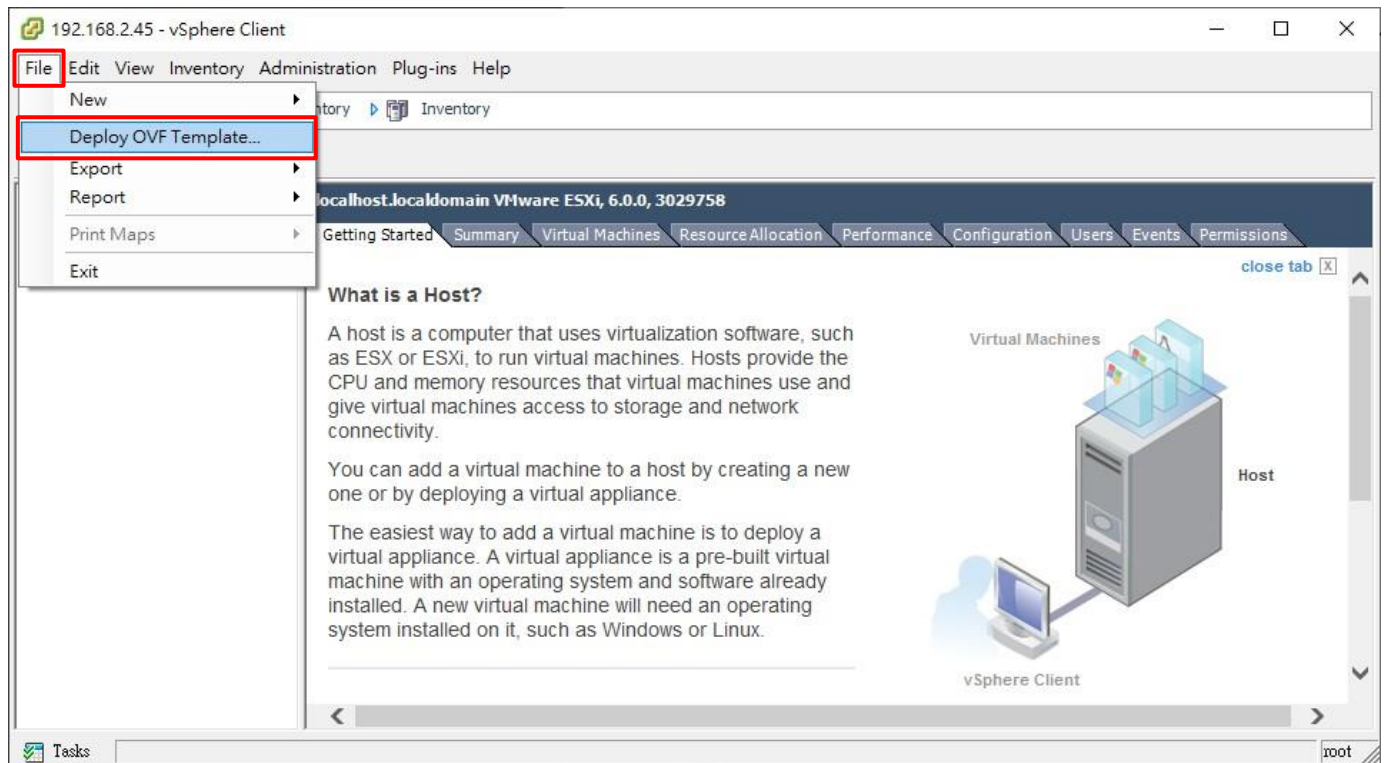 192.168.2.45 - vSphere Client
File Edit View Inventory Administration Plug-ins Help
New
Inventory
Deploy OVF Template...
Export
Report
Print Maps
Exit
localhost.localdomain VMware ESXi, 6.0.0, 3029758
Getting Started Summary Virtual Machines Resource Allocation Performance Configuration Users Events Permissions
close tab X
What is a Host?
A host is a computer that uses virtualization software, such
as ESX or ESXi, to run virtual machines. Hosts provide the
CPU and memory resources that virtual machines use and
give virtual machines access to storage and network
connectivity.
You can add a virtual machine to a host by creating a new
one or by deploying a virtual appliance.
The easiest way to add a virtual machine is to deploy a
virtual appliance. A virtual appliance is a pre-built virtual
machine with an operating system and software already
installed. A new virtual machine will need an operating
system installed on it, such as Windows or Linux.
Virtual Machines
Host
vSphere Client
Tasks
root